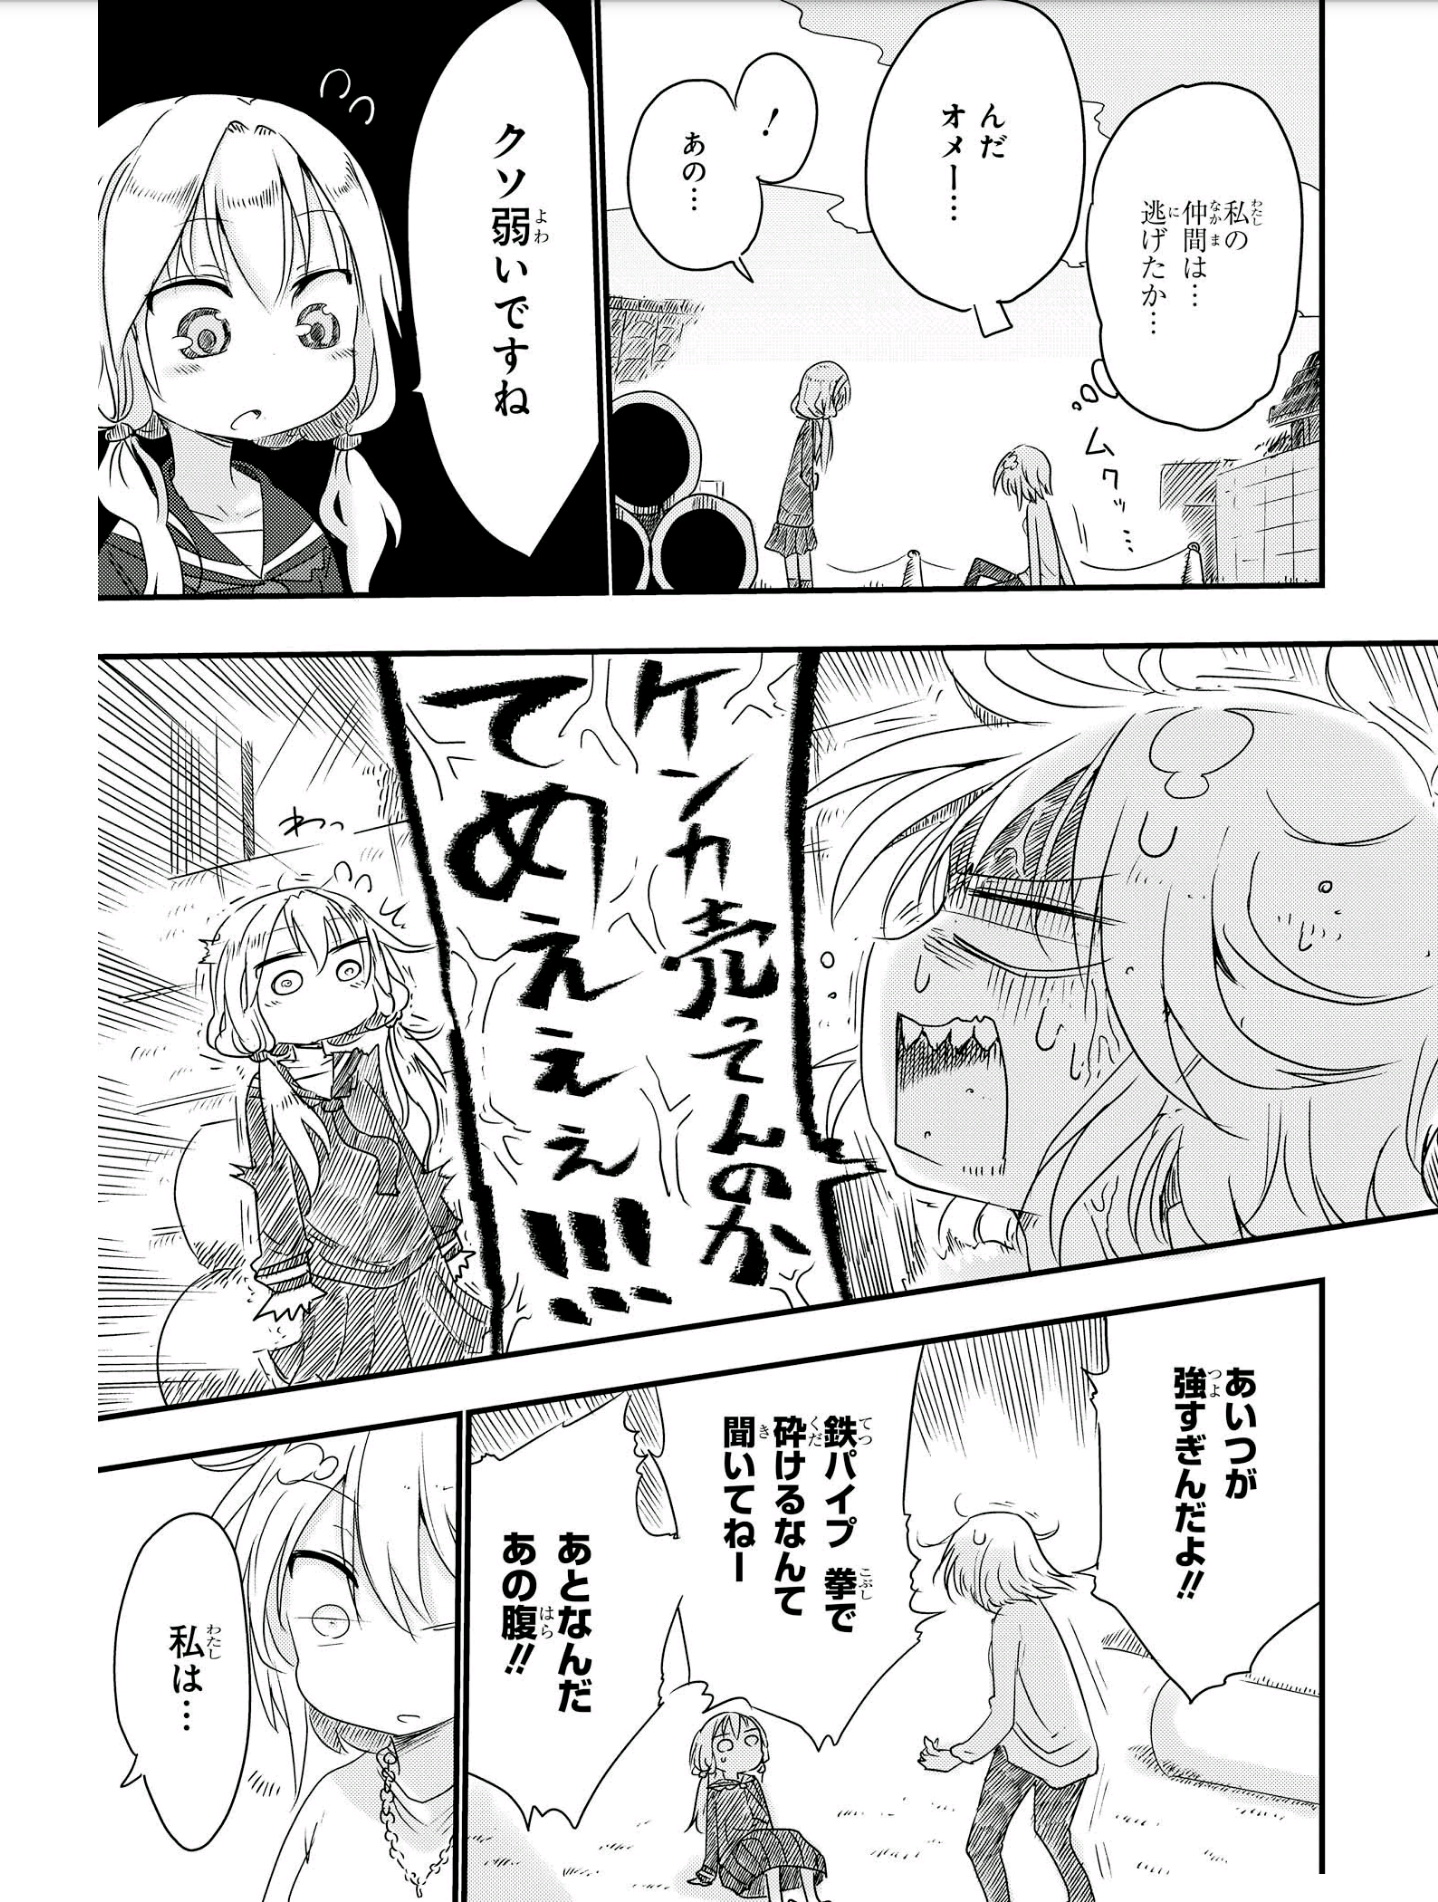 私の
仲間は…
逃げたか…
ムクッ……
んだ
オメー…
！
あの…
クソ弱いですね
ケンカ売てんのか
てめえぇぇぇ!!!!
わっ
あいつが
強すぎんだよ!!
鉄パイプ 拳で
砕けるなんて
聞いてねー
あとなんだ
あの腹!!
私は…